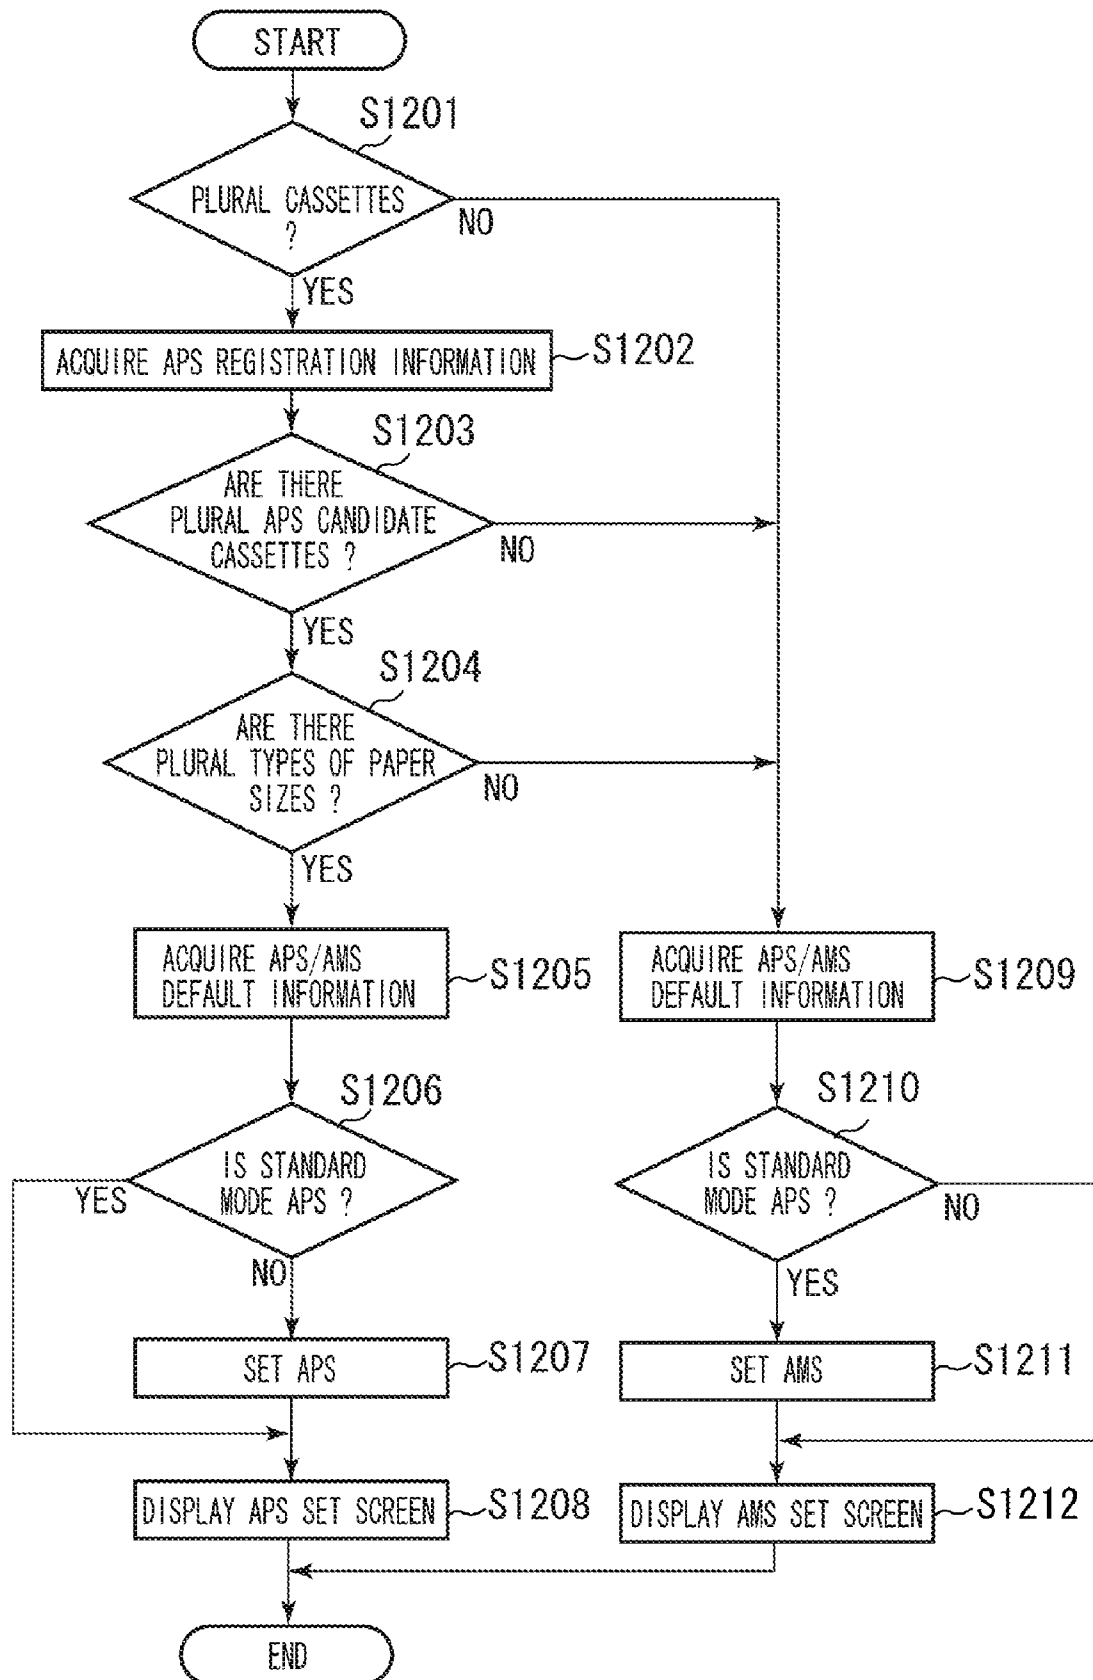 START
S1201
PLURAL CASSETTES
?
NO
YES
ACQUIRE APS REGISTRATION INFORMATION
S1202
S1203
ARE THERE
PLURAL APS CANDIDATE
CASSETTES ?
NO
YES
S1204
ARE THERE
PLURAL TYPES OF PAPER
SIZES ?
NO
YES
ACQUIRE APS/AMS
DEFAULT INFORMATION
S1205
ACQUIRE APS/AMS
DEFAULT INFORMATION
S1209
S1206
IS STANDARD
MODE APS ?
YES
NO
S1210
IS STANDARD
MODE APS ?
NO
YES
SET APS
S1207
SET AMS
S1211
DISPLAY APS SET SCREEN
S1208
DISPLAY AMS SET SCREEN
S1212
END